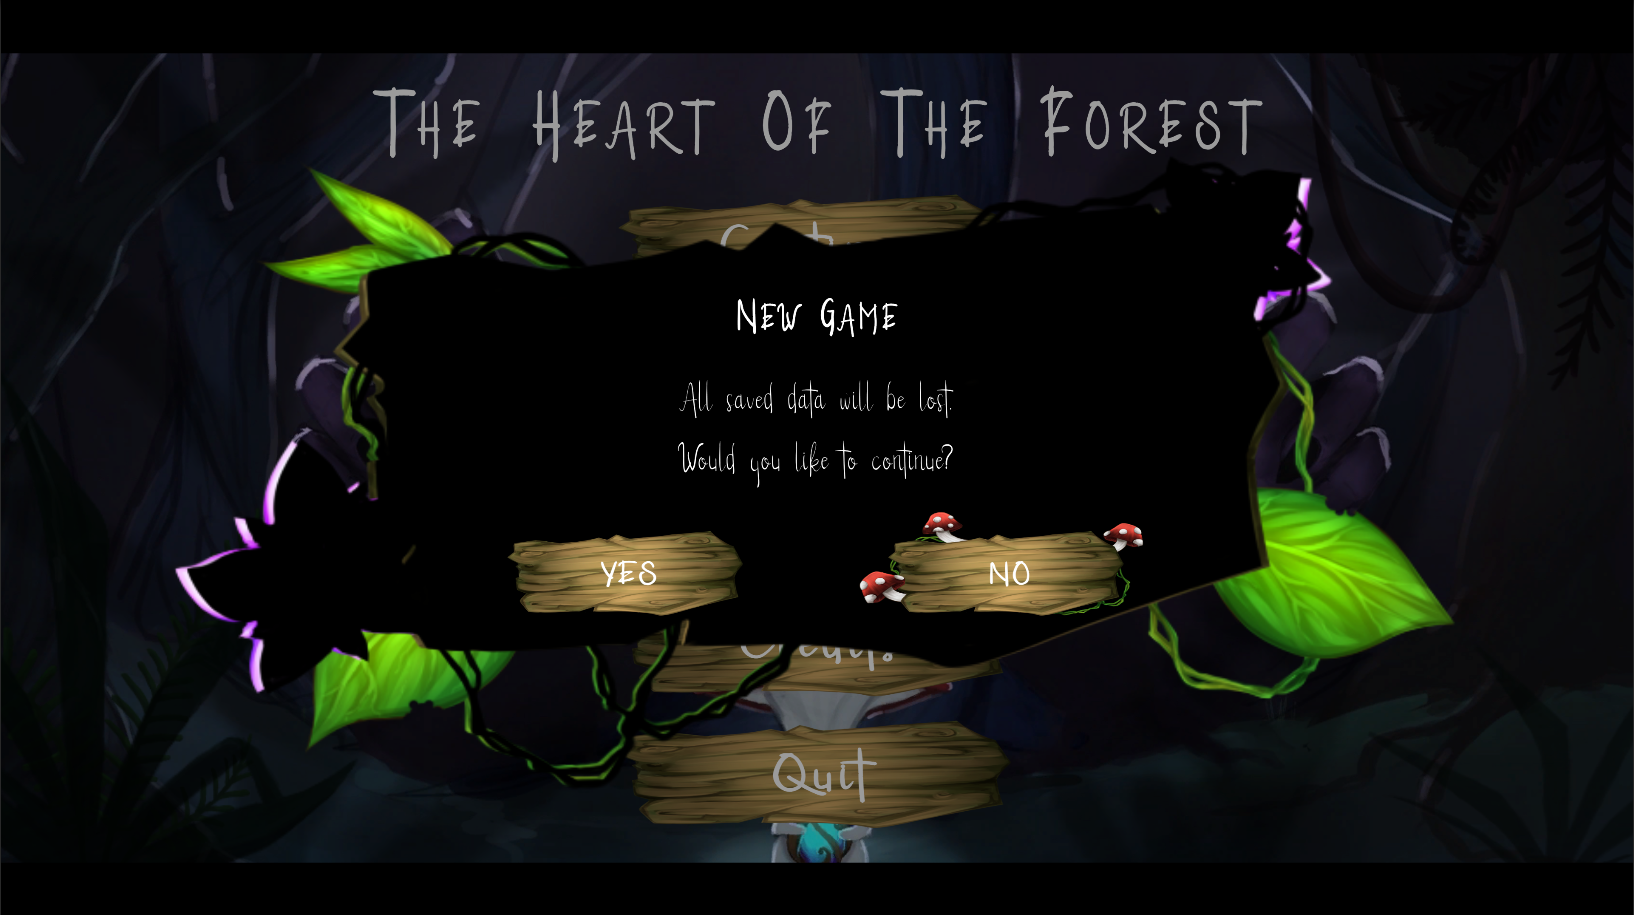 The Heart Of The Forest
New Game
All saved data will be lost.
Would you like to continue?
YES
NO
Quit